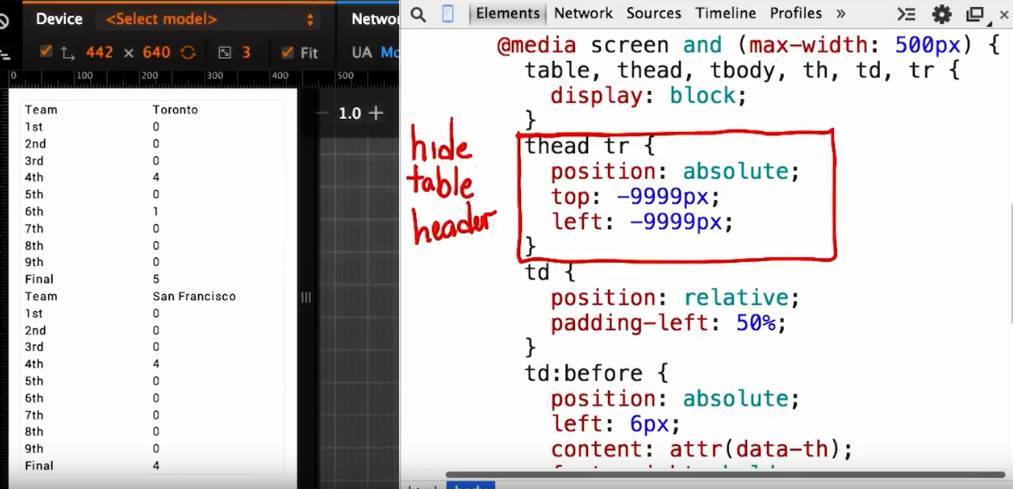 Device <Select model> Netwo
442 × 640 3 Fit UA Mo
0 100 200 300 400 500
1.0
Team Toronto
1st 0
2nd 0
3rd 0
4th 4
5th 0
6th 1
7th 0
8th 0
9th 0
Final 5
Team San Francisco
1st 0
2nd 0
3rd 0
4th 4
5th 0
6th 0
7th 0
8th 0
9th 0
Final 4
Elements Network Sources Timeline Profiles »
@media screen and (max-width: 500px) {
table, thead, tbody, th, td, tr {
display: block;
}
hide
table
header
thead tr {
position: absolute;
top: -9999px;
left: -9999px;
}
td {
position: relative;
padding-left: 50%;
}
td:before {
position: absolute;
left: 6px;
content: attr(data-th);